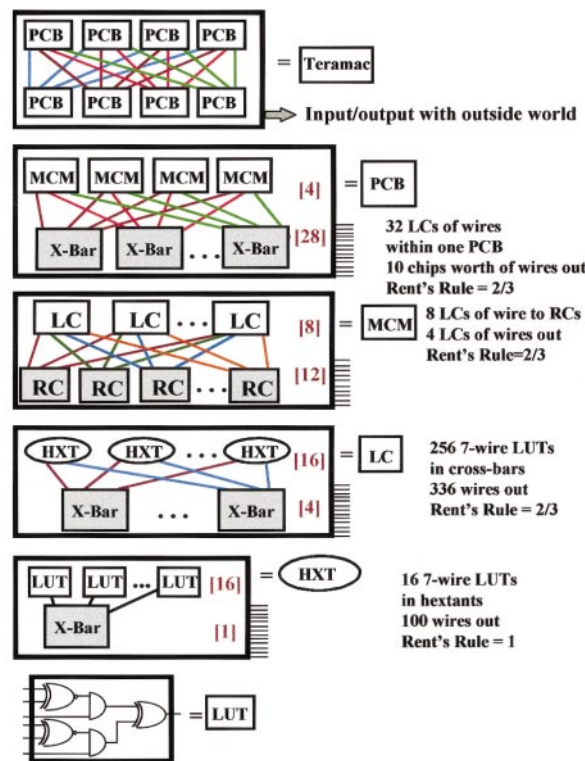 PCB PCB PCB PCB
= Teramac
PCB PCB PCB PCB
Input/output with outside world
MCM MCM MCM MCM [4]
= PCB
X-Bar X-Bar ... X-Bar [28]
32 LCs of wires
within one PCB
10 chips worth of wires out
Rent's Rule = 2/3
LC LC ... LC [8]
= MCM
RC RC RC ... RC [12]
8 LCs of wire to RCs
4 LCs of wires out
Rent's Rule=2/3
HXT HXT ... HXT [16]
= LC
X-Bar ... X-Bar [4]
256 7-wire LUTs
in cross-bars
336 wires out
Rent's Rule = 2/3
LUT LUT ... LUT [16]
= HXT
X-Bar [1]
16 7-wire LUTs
in hextants
100 wires out
Rent's Rule = 1
= LUT